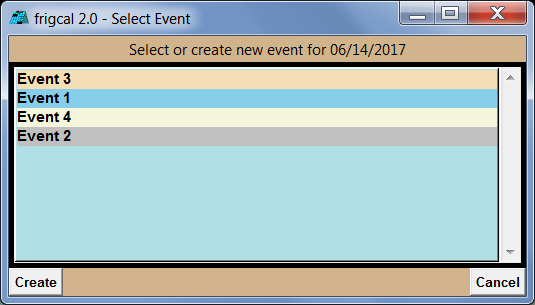 frigcal 2.0 - Select Event
Select or create new event for 06/14/2017
Event 3
Event 1
Event 4
Event 2
Create Cancel